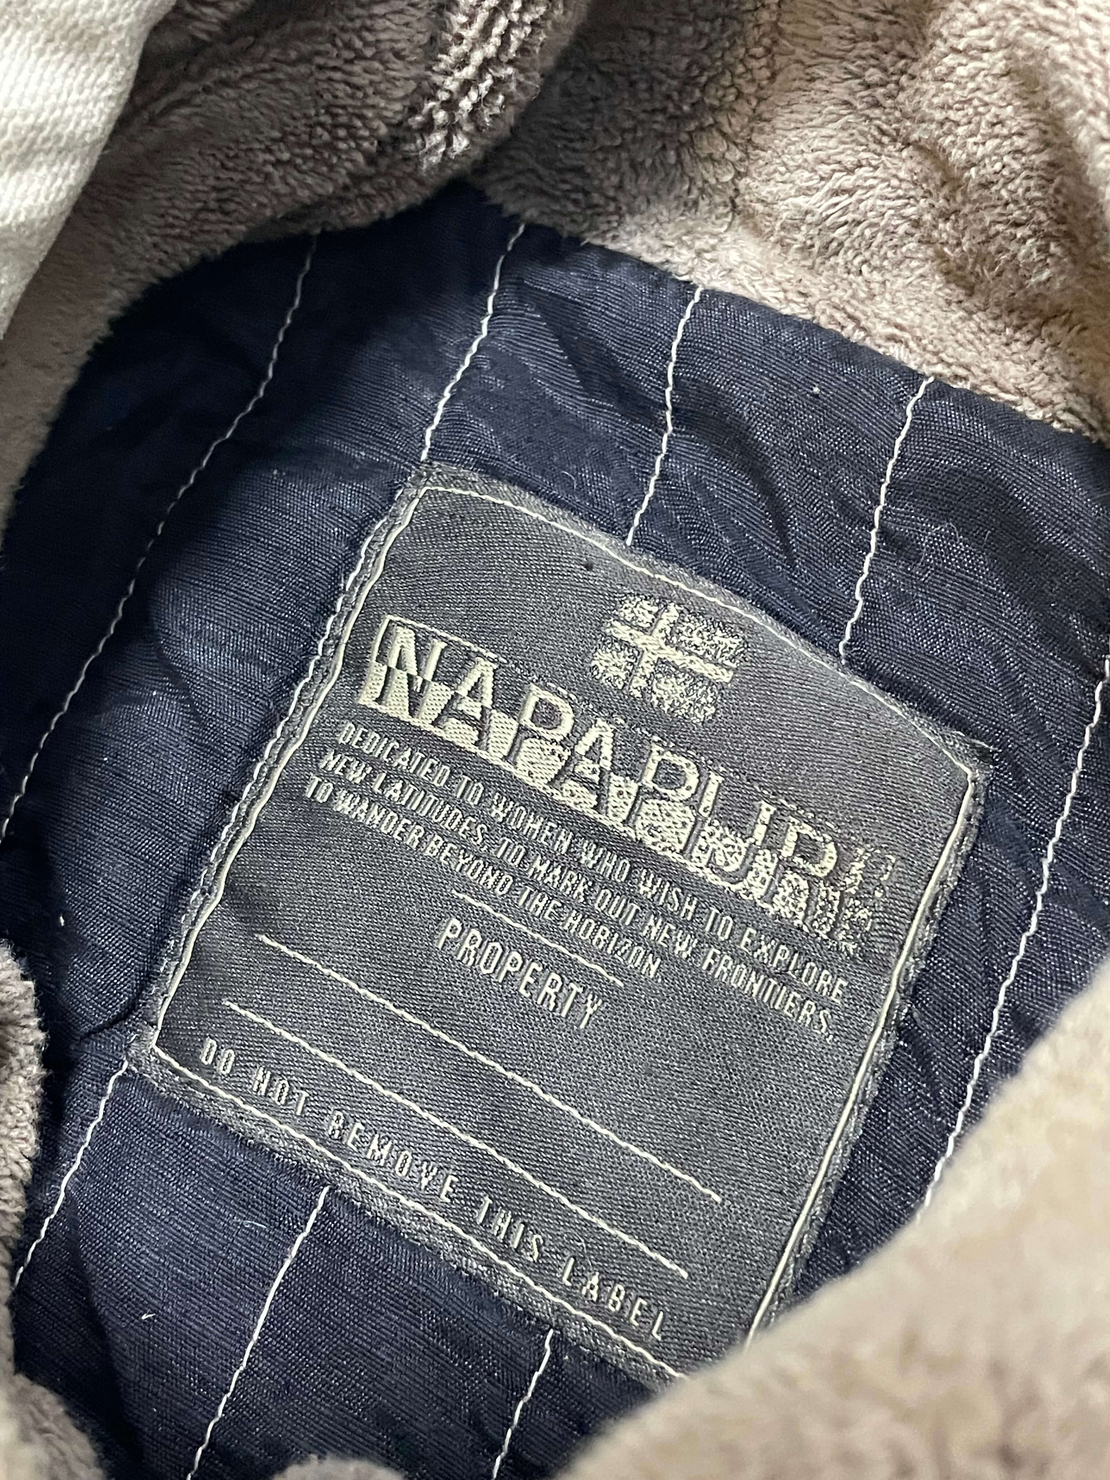 NAPAPIJRI
DEDICATED TO WOMEN WHO WISH TO EXPLORE
NEW LATITUDES, TO MARK OUT NEW FRONTIERS,
TO WANDER BEYOND THE HORIZON.
PROPERTY
DO NOT REMOVE THIS LABEL